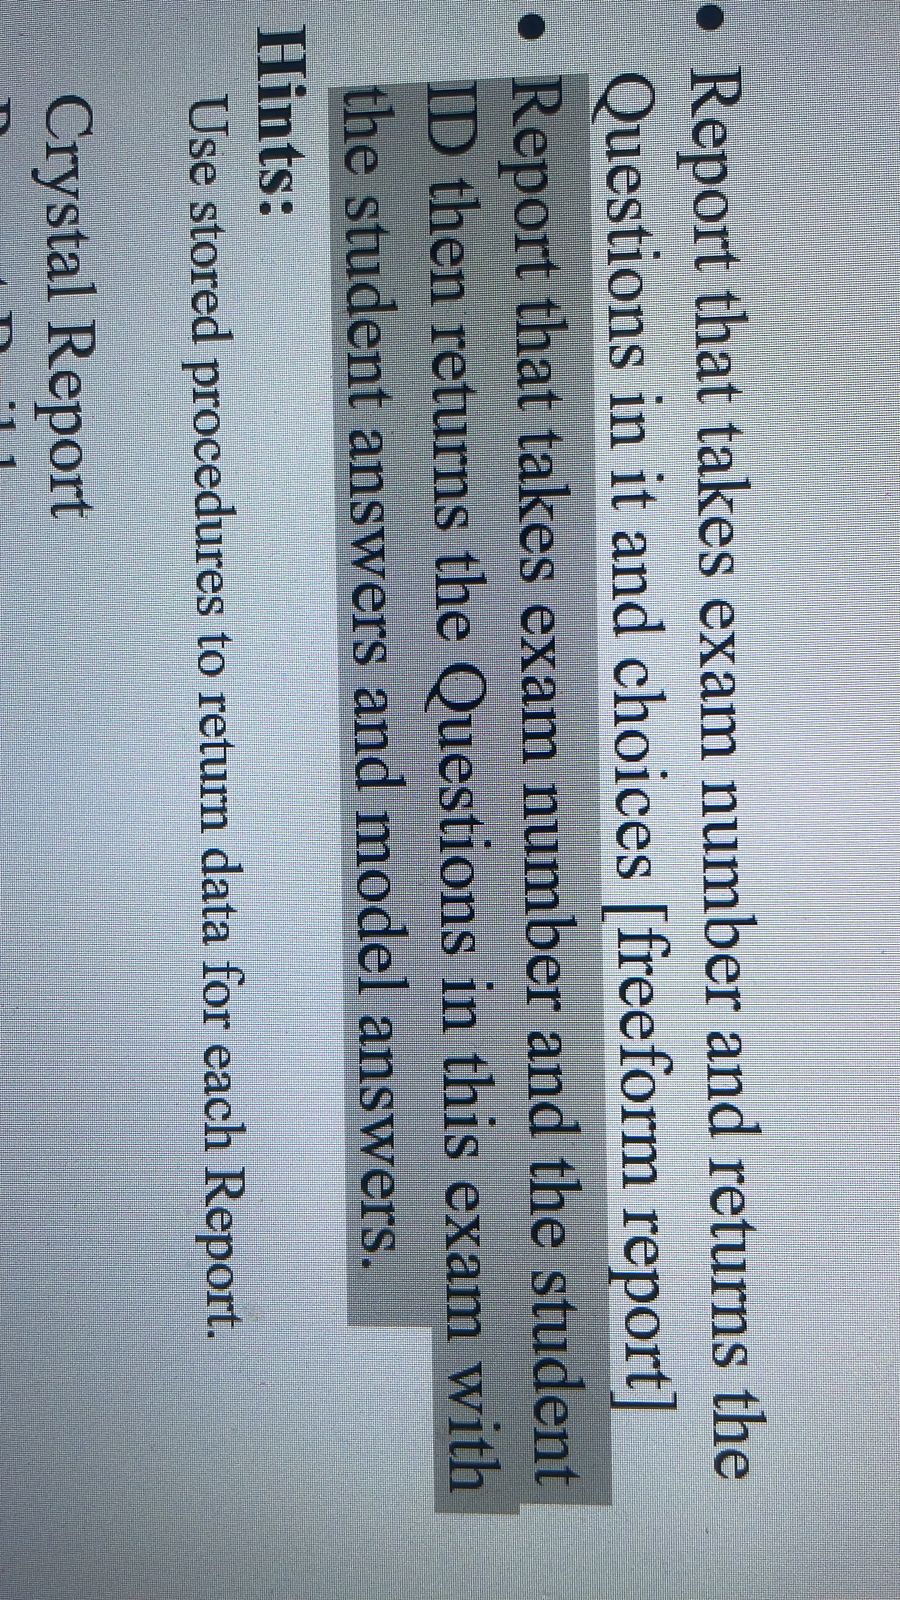 • Report that takes exam number and returns the
Questions in it and choices [freeform report]
• Report that takes exam number and the student
ID then returns the Questions in this exam with
the student answers and model answers.
Hints:
Use stored procedures to return data for each Report.
Crystal Report